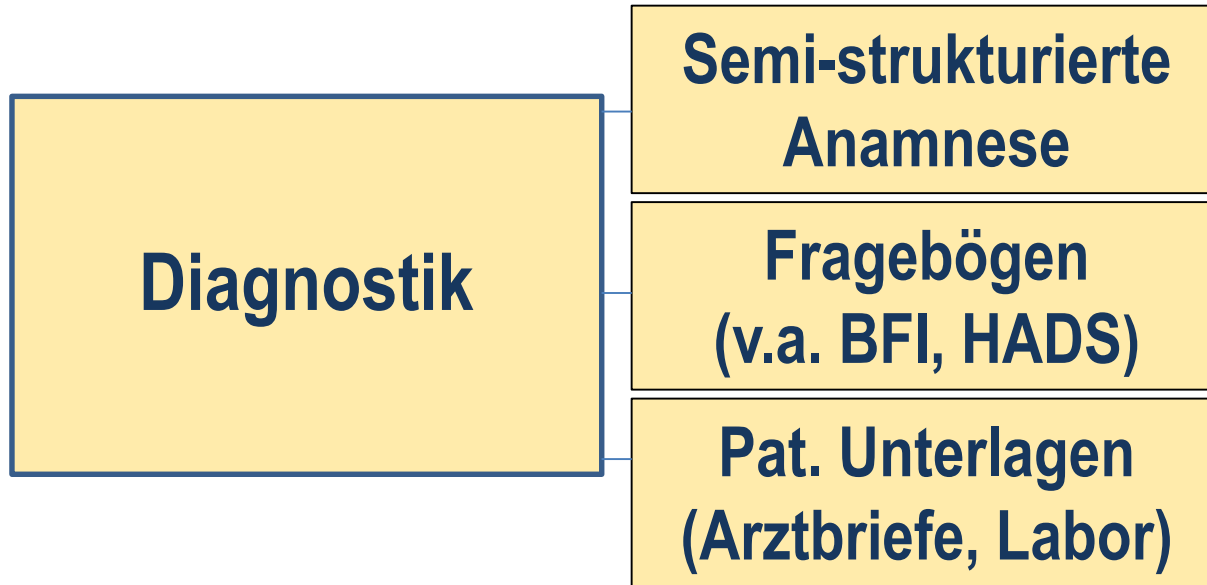 Diagnostik
Semi-strukturierte
Anamnese
Fragebögen
(v.a. BFI, HADS)
Pat. Unterlagen
(Arztbriefe, Labor)